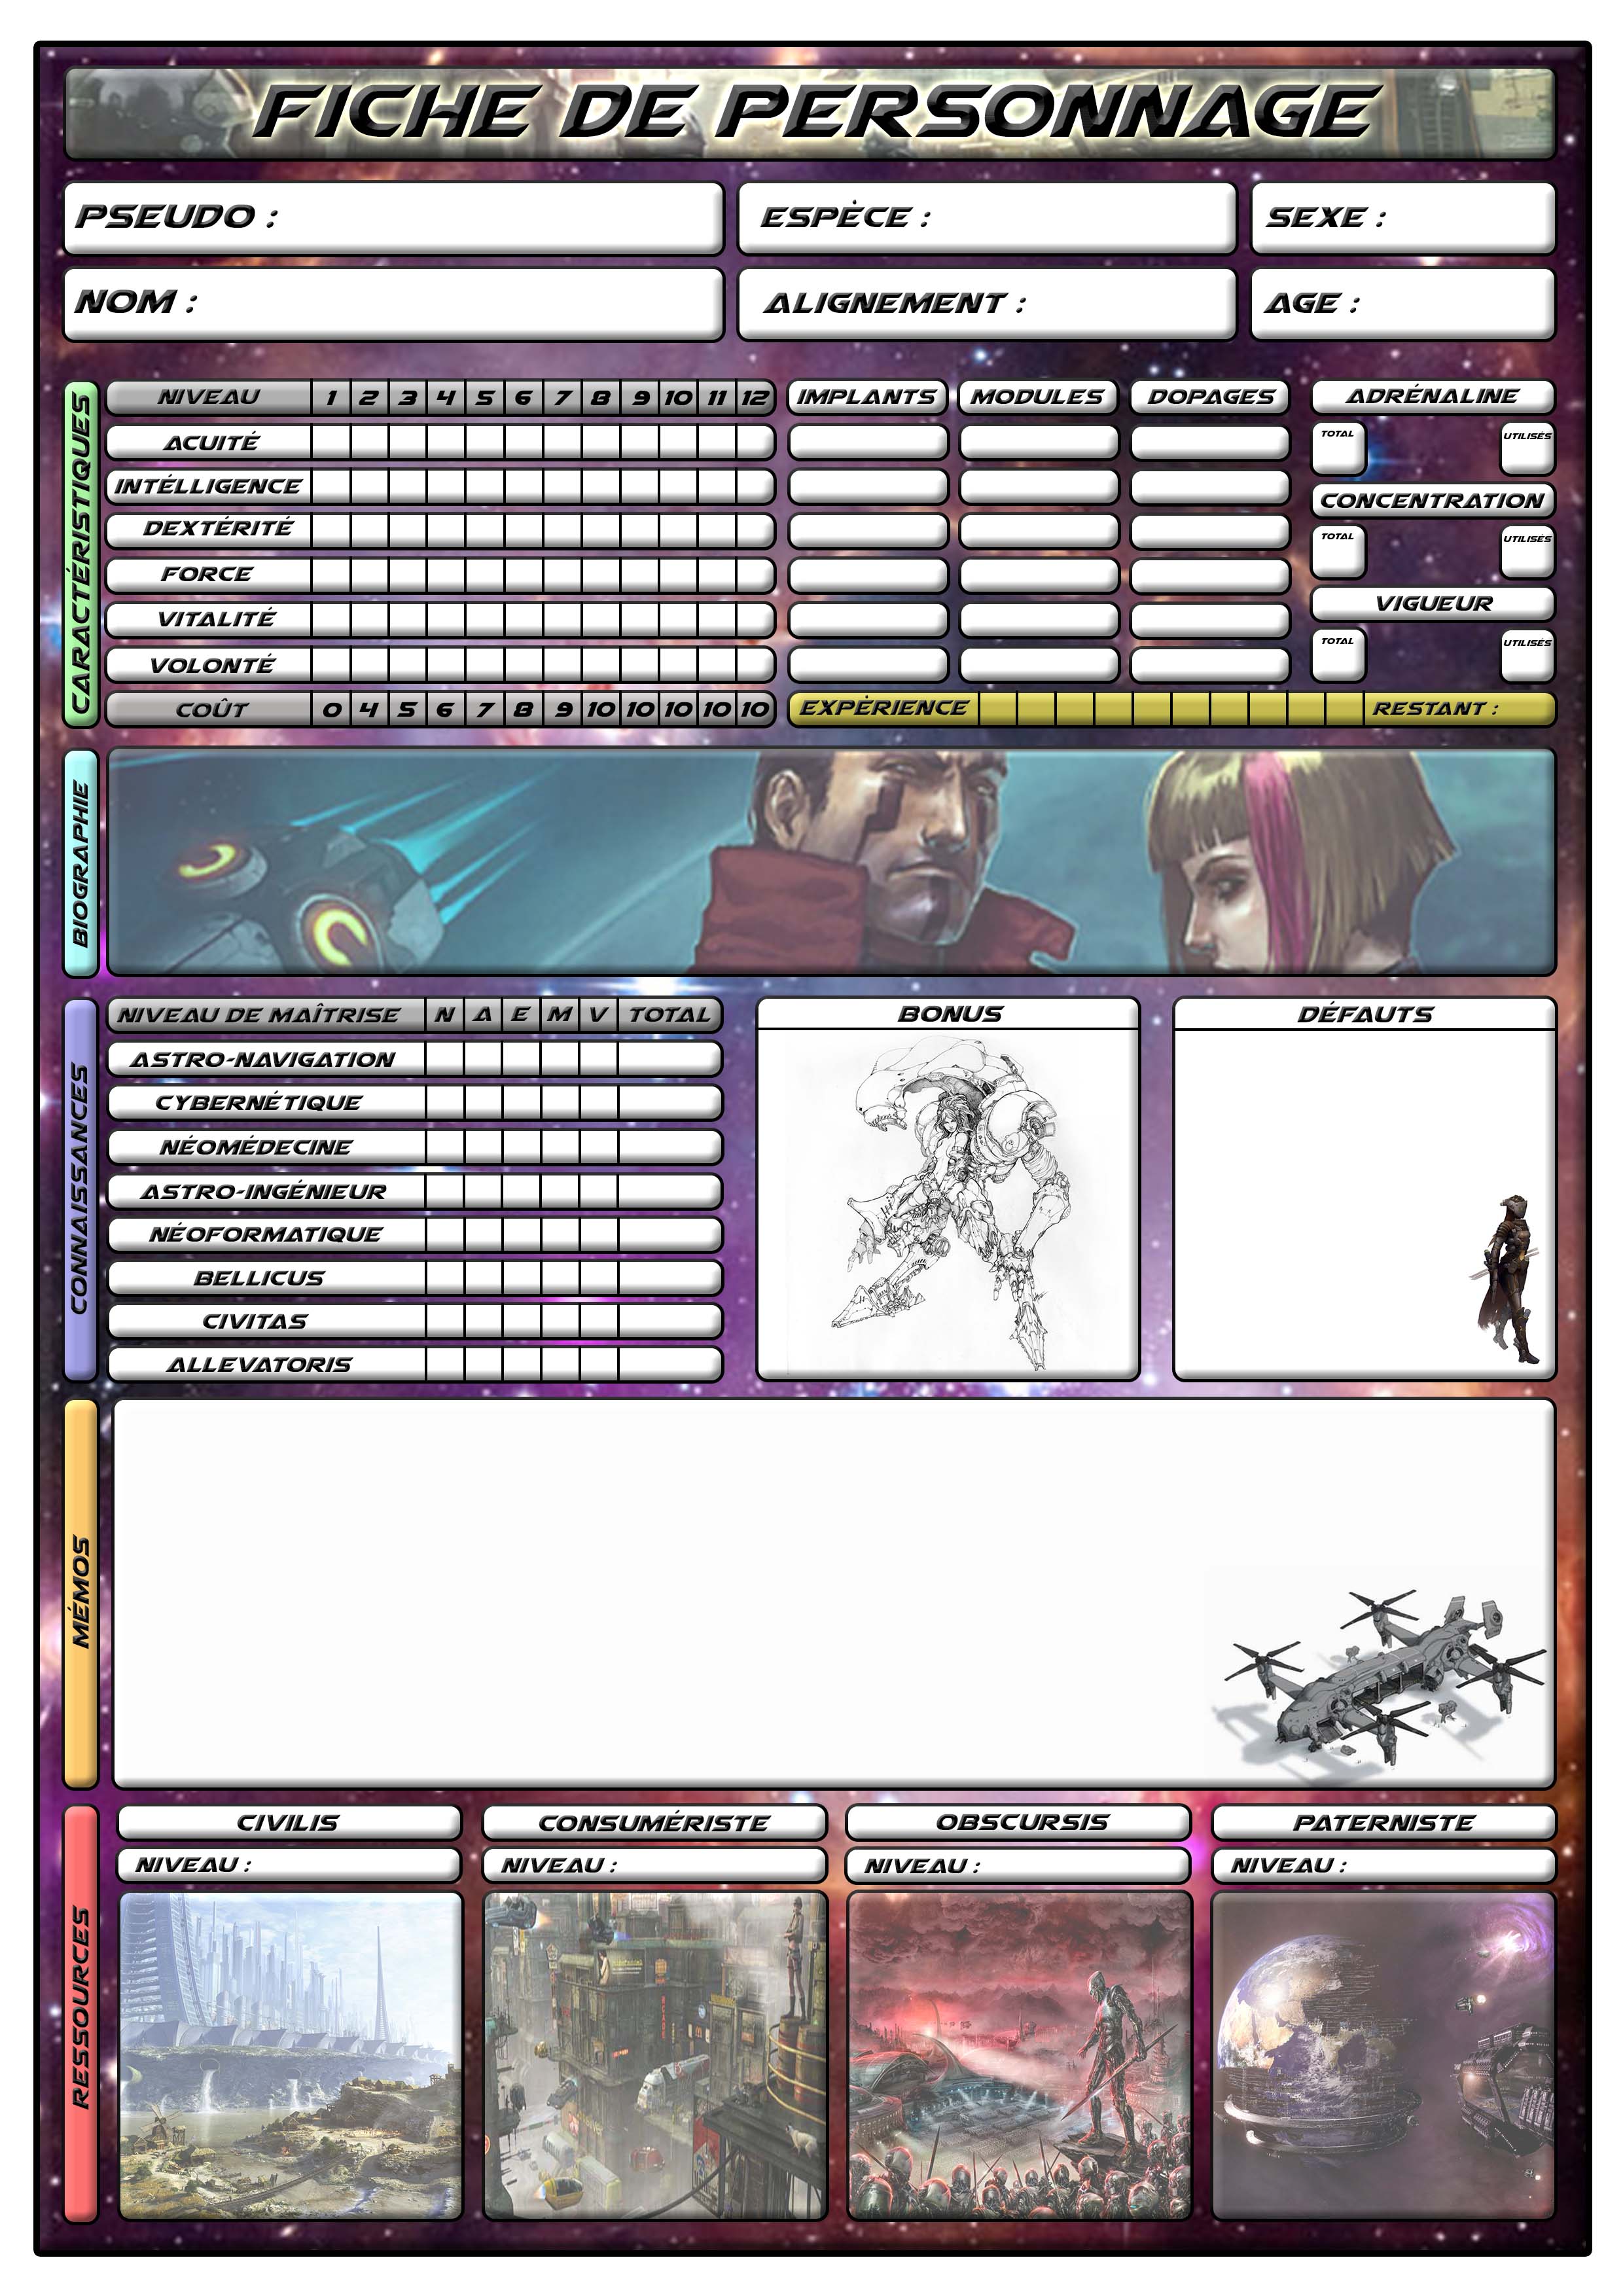 FICHE DE PERSONNAGE
PSEUDO : ESPÈCE : SEXE :
NOM : ALIGNEMENT : AGE :
CARACTÉRISTIQUES
NIVEAU 1 2 3 4 5 6 7 8 9 10 11 12 IMPLANTS MODULES DOPAGES ADRÉNALINE
ACUITÉ TOTAL UTILISÉS
INTÉLLIGENCE CONCENTRATION
DEXTÉRITÉ TOTAL UTILISÉS
FORCE
VITALITÉ VIGUEUR
VOLONTÉ TOTAL UTILISÉS
COÛT 0 4 5 6 7 8 9 10 10 10 10 10 EXPÈRIENCE RESTANT :
BIOGRAPHIE
CONNAISSANCES
NIVEAU DE MAÎTRISE N A E M V TOTAL BONUS DÉFAUTS
ASTRO-NAVIGATION
CYBERNÉTIQUE
NÉOMÉDECINE
ASTRO-INGÉNIEUR
NÉOFORMATIQUE
BELLICUS
CIVITAS
ALLEVATORIS
MÉMOS
RESSOURCES
CIVILIS CONSUMÉRISTE OBSCURSIS PATERNISTE
NIVEAU : NIVEAU : NIVEAU : NIVEAU :